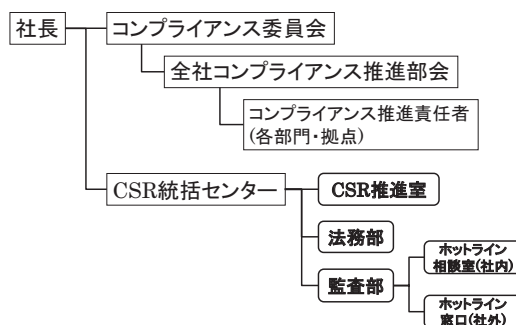 社長
コンプライアンス委員会
全社コンプライアンス推進部会
コンプライアンス推進責任者
(各部門・拠点)
CSR統括センター
CSR推進室
法務部
監査部
ホットライン
相談室(社内)
ホットライン
窓口(社外)